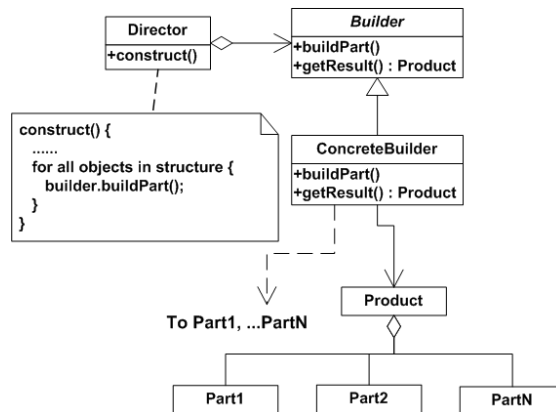 Director
+construct()
Builder
+buildPart()
+getResult() : Product
construct() {
......
for all objects in structure {
builder.buildPart();
}
}
ConcreteBuilder
+buildPart()
+getResult() : Product
To Part1, ...PartN
Product
Part1
Part2
PartN